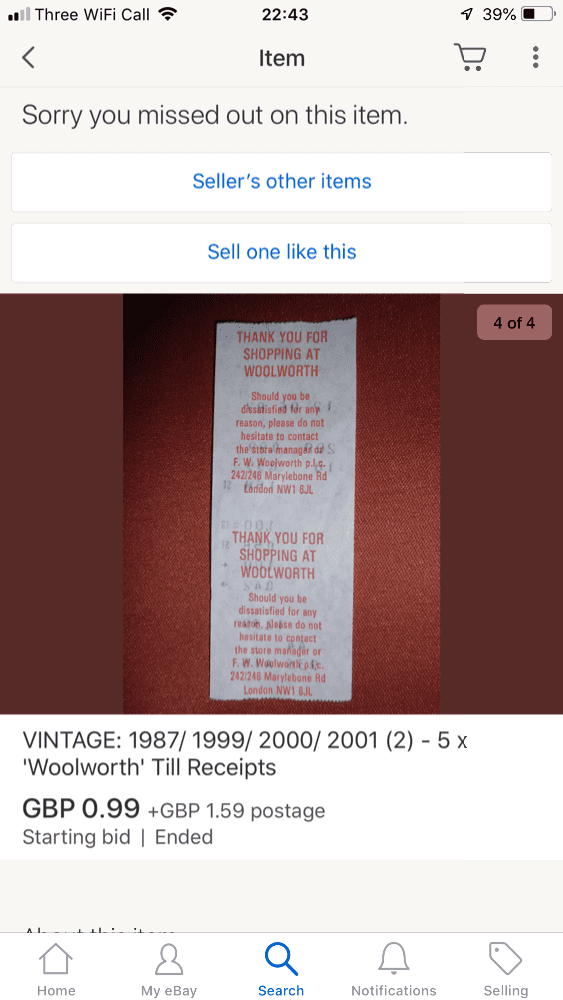 Three WiFi Call 22:43 39%
Item
Sorry you missed out on this item.
Seller's other items
Sell one like this
4 of 4
THANK YOU FOR
SHOPPING AT
WOOLWORTH
Should you be
dissatisfied for any
reason, please do not
hesitate to contact
the store manager or
F. W. Woolworth p.l.c.
242/246 Marylebone Rd
London NW1 6JL
THANK YOU FOR
SHOPPING AT
WOOLWORTH
Should you be
dissatisfied for any
reason, please do not
hesitate to contact
the store manager or
F. W. Woolworth p.l.c.
242/246 Marylebone Rd
London NW1 6JL
VINTAGE: 1987/ 1999/ 2000/ 2001 (2) - 5 x
'Woolworth' Till Receipts
GBP 0.99 +GBP 1.59 postage
Starting bid | Ended
About this item
Home My eBay Search Notifications Selling